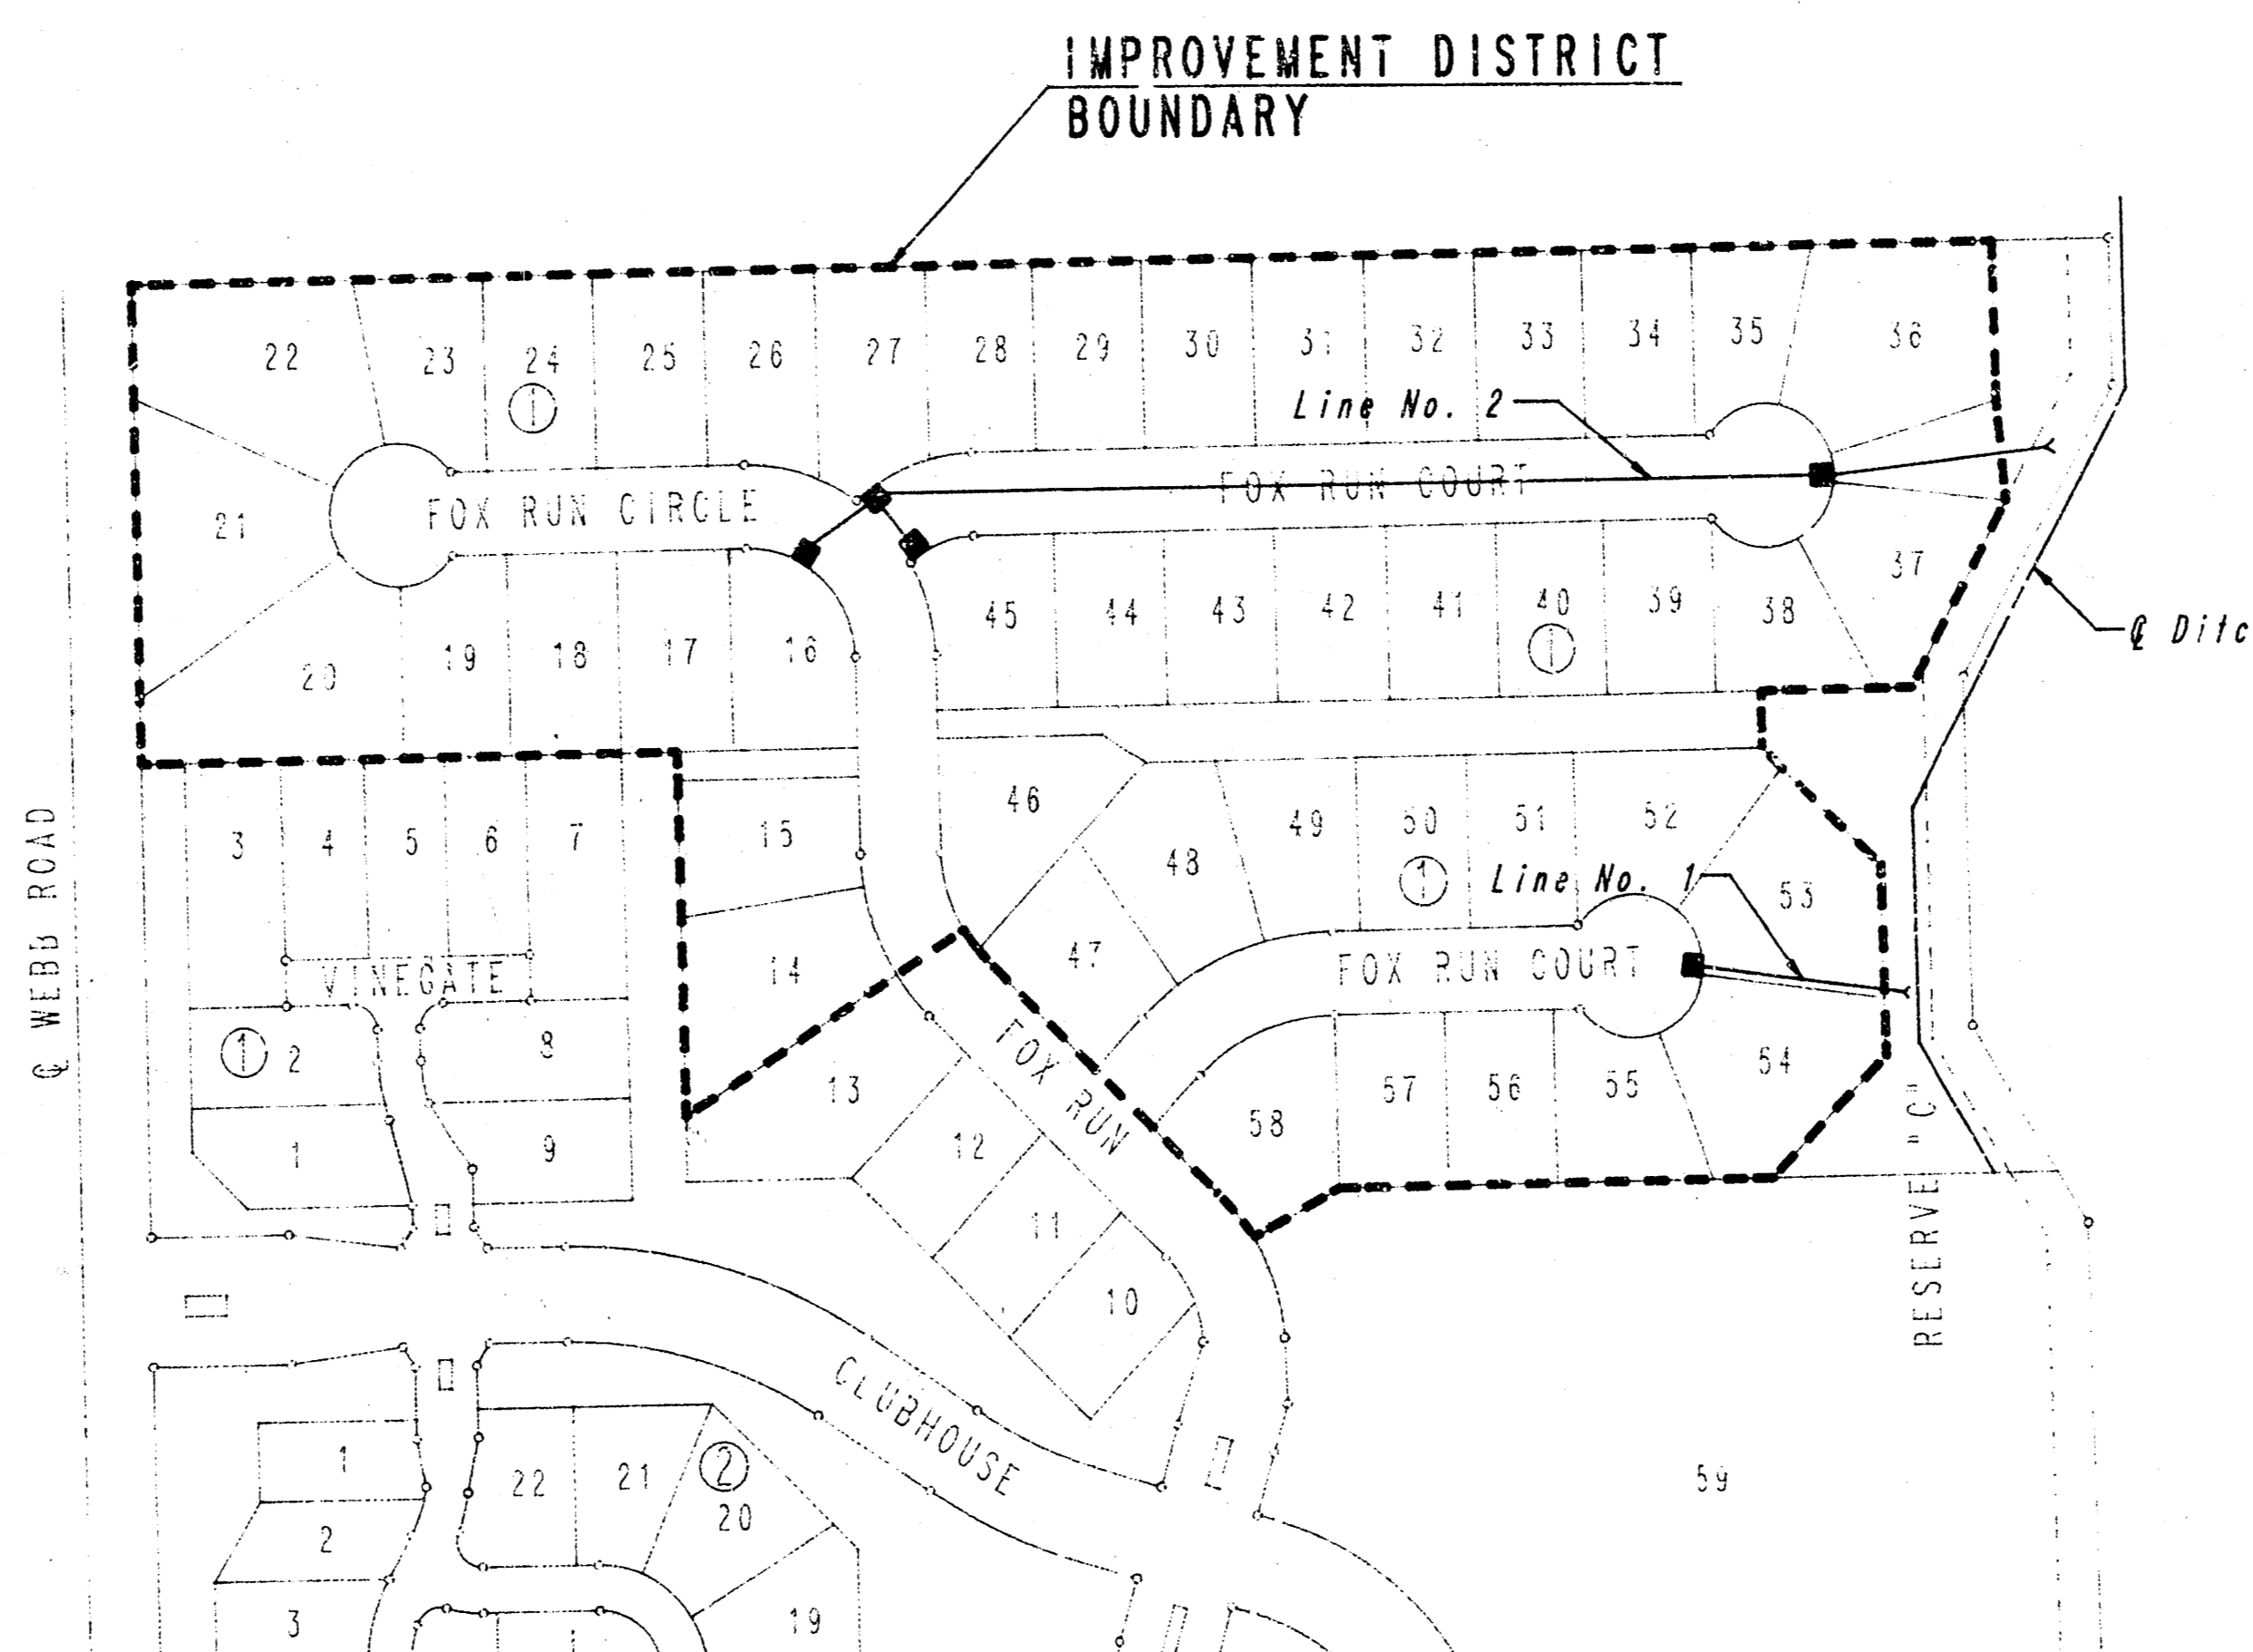 IMPROVEMENT DISTRICT
BOUNDARY
22 23 24 25 26 27 28 29 30 31 32 33 34 35 36
1
Line No. 2
21
FOX RUN CIRCLE
FOX RUN COURT
37
20 19 18 17 16
45 44 43 42 41 40 39 38
1
℄ Ditc
3 4 5 6 7
15
46
48 49 50 51 52
1
Line No. 1
53
℄ WEBB ROAD
VINEGATE
14
47
FOX RUN COURT
1
2
8
13
FOX RUN
57 56 55 54
58
1
9
12
RESERVE "C"
11
10
CLUBHOUSE
1
22 21
2
20
59
2
3
19